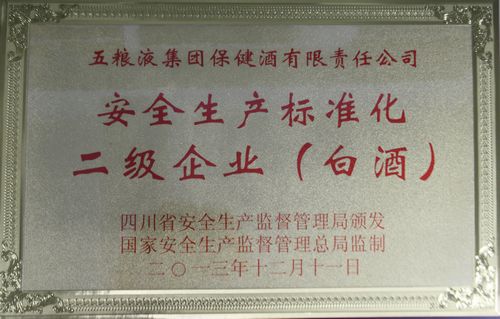 五粮液集团保健酒有限责任公司
安全生产标准化
二级企业（白酒）
四川省安全生产监督管理局颁发
国家安全生产监督管理总局监制
二〇一三年十二月十一日